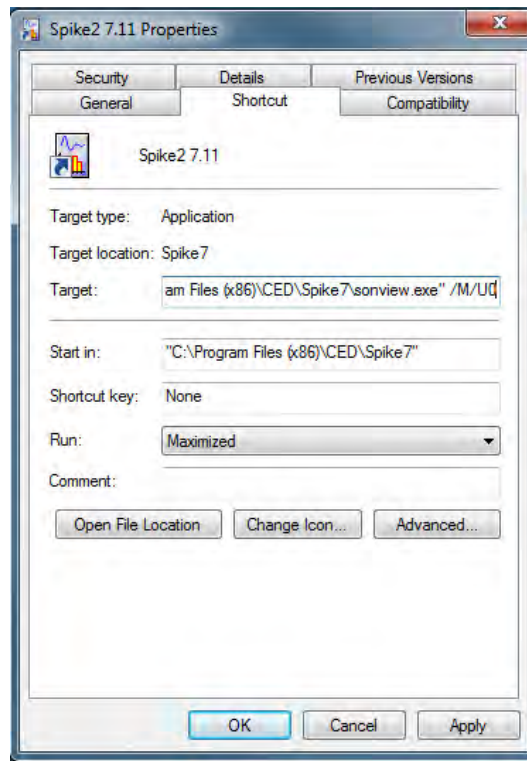 Spike2 7.11 Properties
Security Details Previous Versions
General Shortcut Compatibility
Spike2 7.11
Target type: Application
Target location: Spike7
Target: am Files (x86)\CED\Spike7\sonview.exe" /M/U0
Start in: "C:\Program Files (x86)\CED\Spike7"
Shortcut key: None
Run: Maximized
Comment:
Open File Location Change Icon... Advanced...
OK Cancel Apply